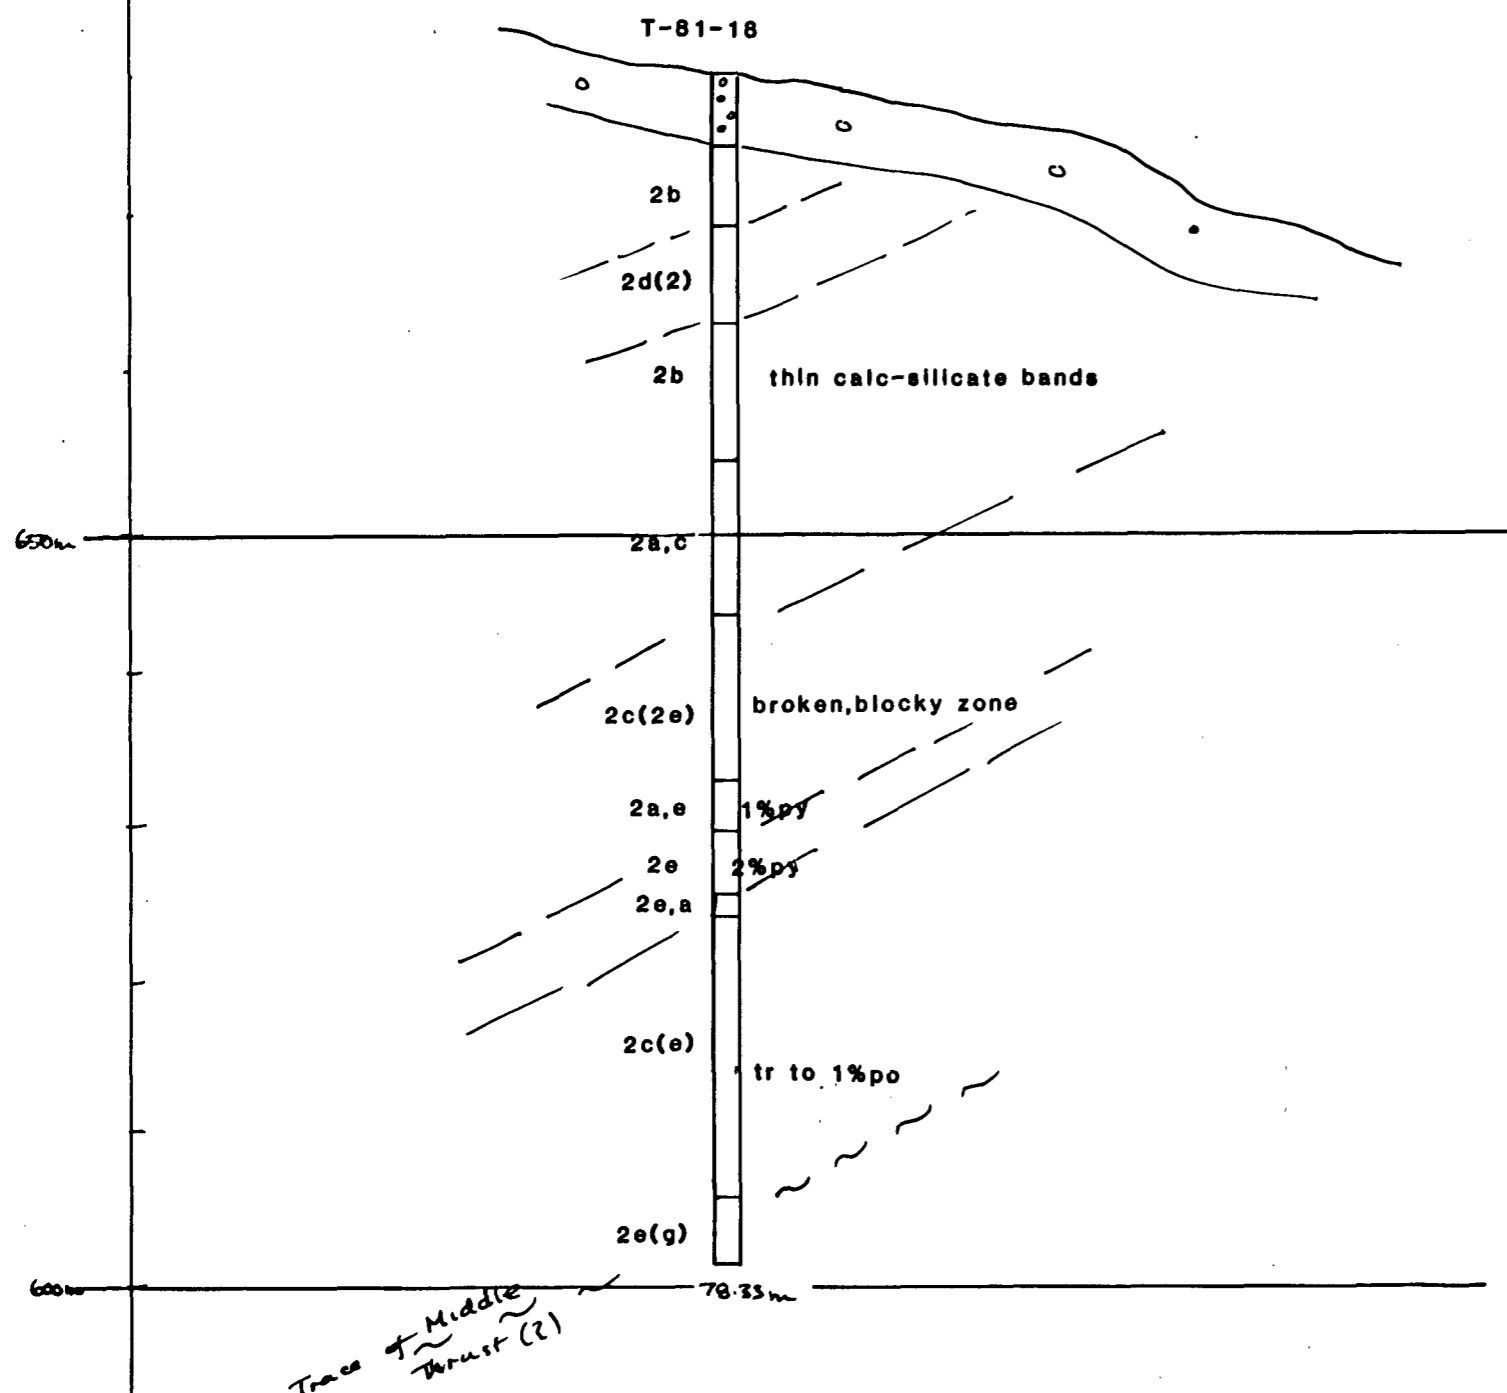 T-81-18
2b
2d(2)
2b thin calc-silicate bands
650m 2a,c
2c(2e) broken,blocky zone
2a,e 1%py
2e 2%py
2e,a
2c(e) tr to 1%po
2e(g)
600m 78.33m
Trace of Middle
Thrust (?)